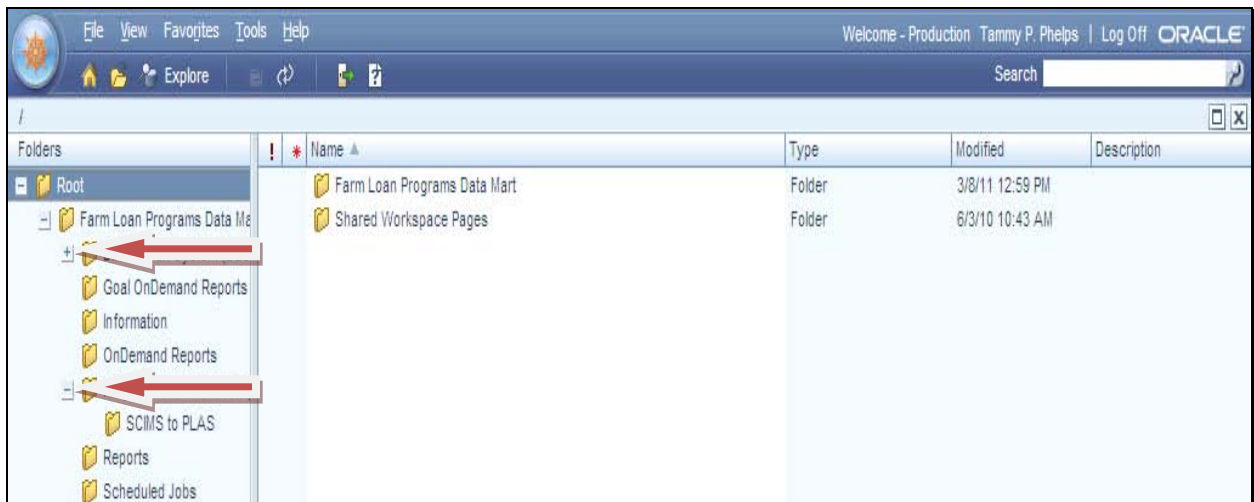 File View Favorites Tools Help Welcome - Production Tammy P. Phelps | Log Off ORACLE
Explore Search
/
Folders ! * Name Type Modified Description
Root Farm Loan Programs Data Mart Folder 3/8/11 12:59 PM
Farm Loan Programs Data Ma Shared Workspace Pages Folder 6/3/10 10:43 AM
Goal OnDemand Reports
Information
OnDemand Reports
SCIMS to PLAS
Reports
Scheduled Jobs